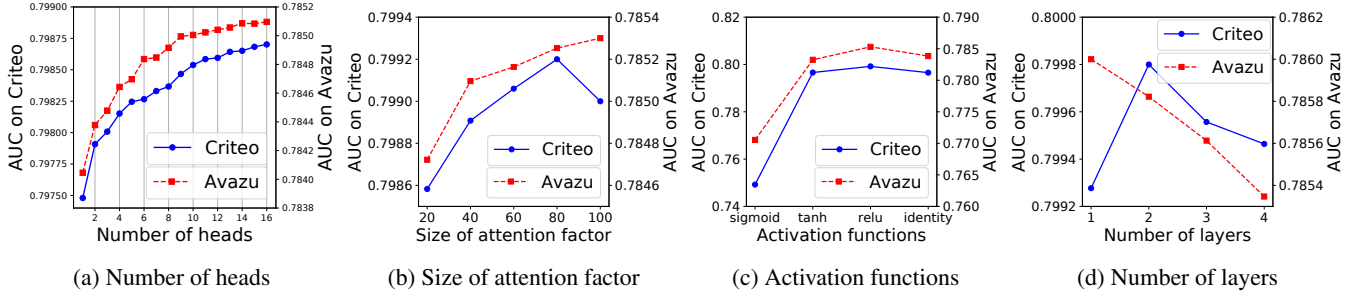 AUC on Criteo
0.79900
0.79875
0.79850
0.79825
0.79800
0.79775
0.79750
0.7852
0.7850
0.7848
0.7846
0.7844
0.7842
0.7840
0.7838
AUC on Avazu
Criteo
Avazu
2 4 6 8 10 12 14 16
Number of heads
(a) Number of heads
AUC on Criteo
0.7994
0.7992
0.7990
0.7988
0.7986
0.7854
0.7852
0.7850
0.7848
0.7846
AUC on Avazu
Criteo
Avazu
20 40 60 80 100
Size of attention factor
(b) Size of attention factor
AUC on Criteo
0.82
0.80
0.78
0.76
0.74
0.790
0.785
0.780
0.775
0.770
0.765
0.760
AUC on Avazu
Criteo
Avazu
sigmoid tanh relu identity
Activation functions
(c) Activation functions
AUC on Criteo
0.8000
0.7998
0.7996
0.7994
0.7992
0.7862
0.7860
0.7858
0.7856
0.7854
AUC on Avazu
Criteo
Avazu
1 2 3 4
Number of layers
(d) Number of layers